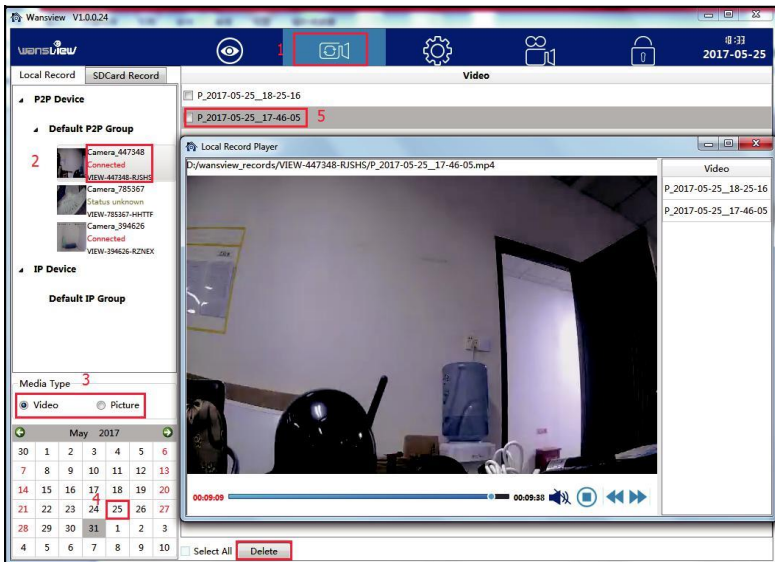 Wansview V1.0.0.24
wansview
1
2017-05-25
Local Record
SDCard Record
Video
P2P Device
P_2017-05-25__18-25-16
P_2017-05-25__17-46-05
5
Default P2P Group
2
Camera_447348
Connected
VIEW-447348-RJSHS
Camera_785367
Status unknown
VIEW-785367-HHTTF
Camera_394626
Connected
VIEW-394626-RZNEX
IP Device
Default IP Group
Local Record Player
D:/wansview_records/VIEW-447348-RJSHS/P_2017-05-25__17-46-05.mp4
Video
P_2017-05-25__18-25-16
P_2017-05-25__17-46-05
00:09:09
00:09:38
Media Type
3
Video
Picture
May 2017
30 1 2 3 4 5 6
7 8 9 10 11 12 13
14 15 16 17 18 19 20
4
21 22 23 24 25 26 27
28 29 30 31 1 2 3
4 5 6 7 8 9 10
Select All
Delete